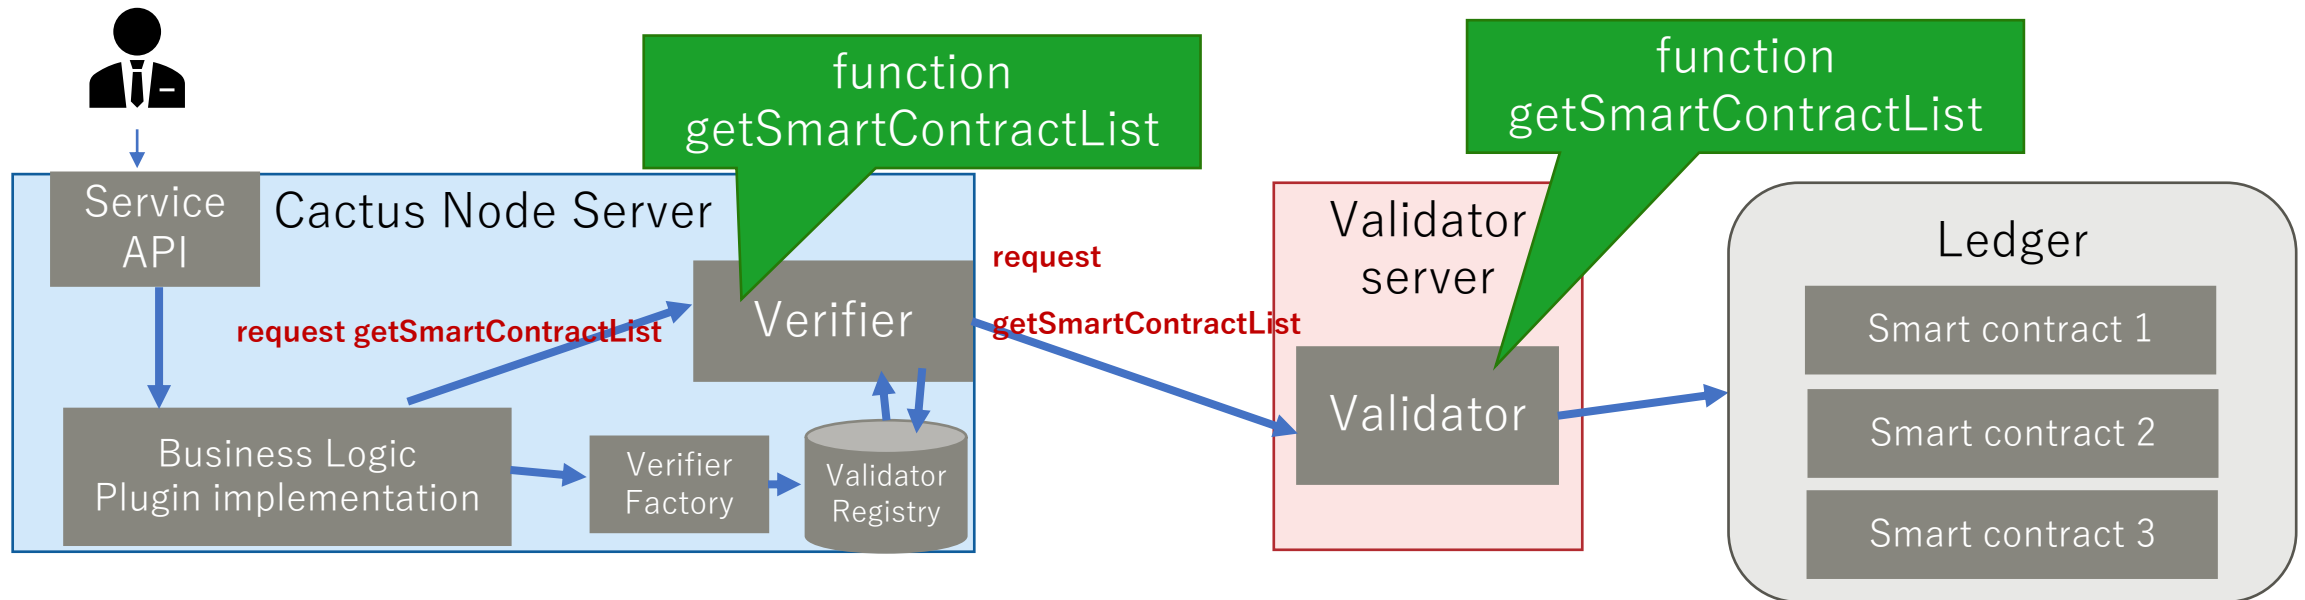 function
getSmartContractList
function
getSmartContractList
Service
API
Cactus Node Server
request
getSmartContractList
Validator
server
Ledger
request getSmartContractList
Verifier
Validator
Smart contract 1
Smart contract 2
Smart contract 3
Business Logic
Plugin implementation
Verifier
Factory
Validator
Registry